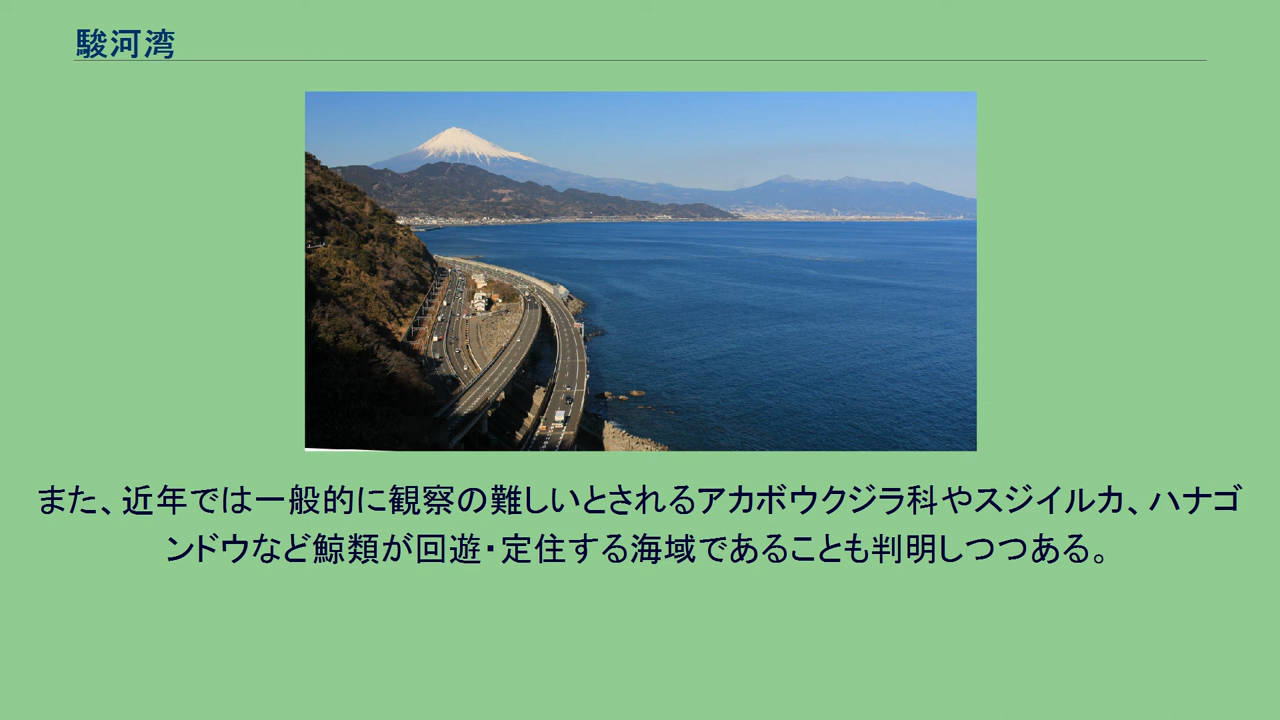 駿河湾
また、近年では一般的に観察の難しいとされるアカボウクジラ科やスジイルカ、ハナゴ
ンドウなど鯨類が回遊・定住する海域であることも判明しつつある。